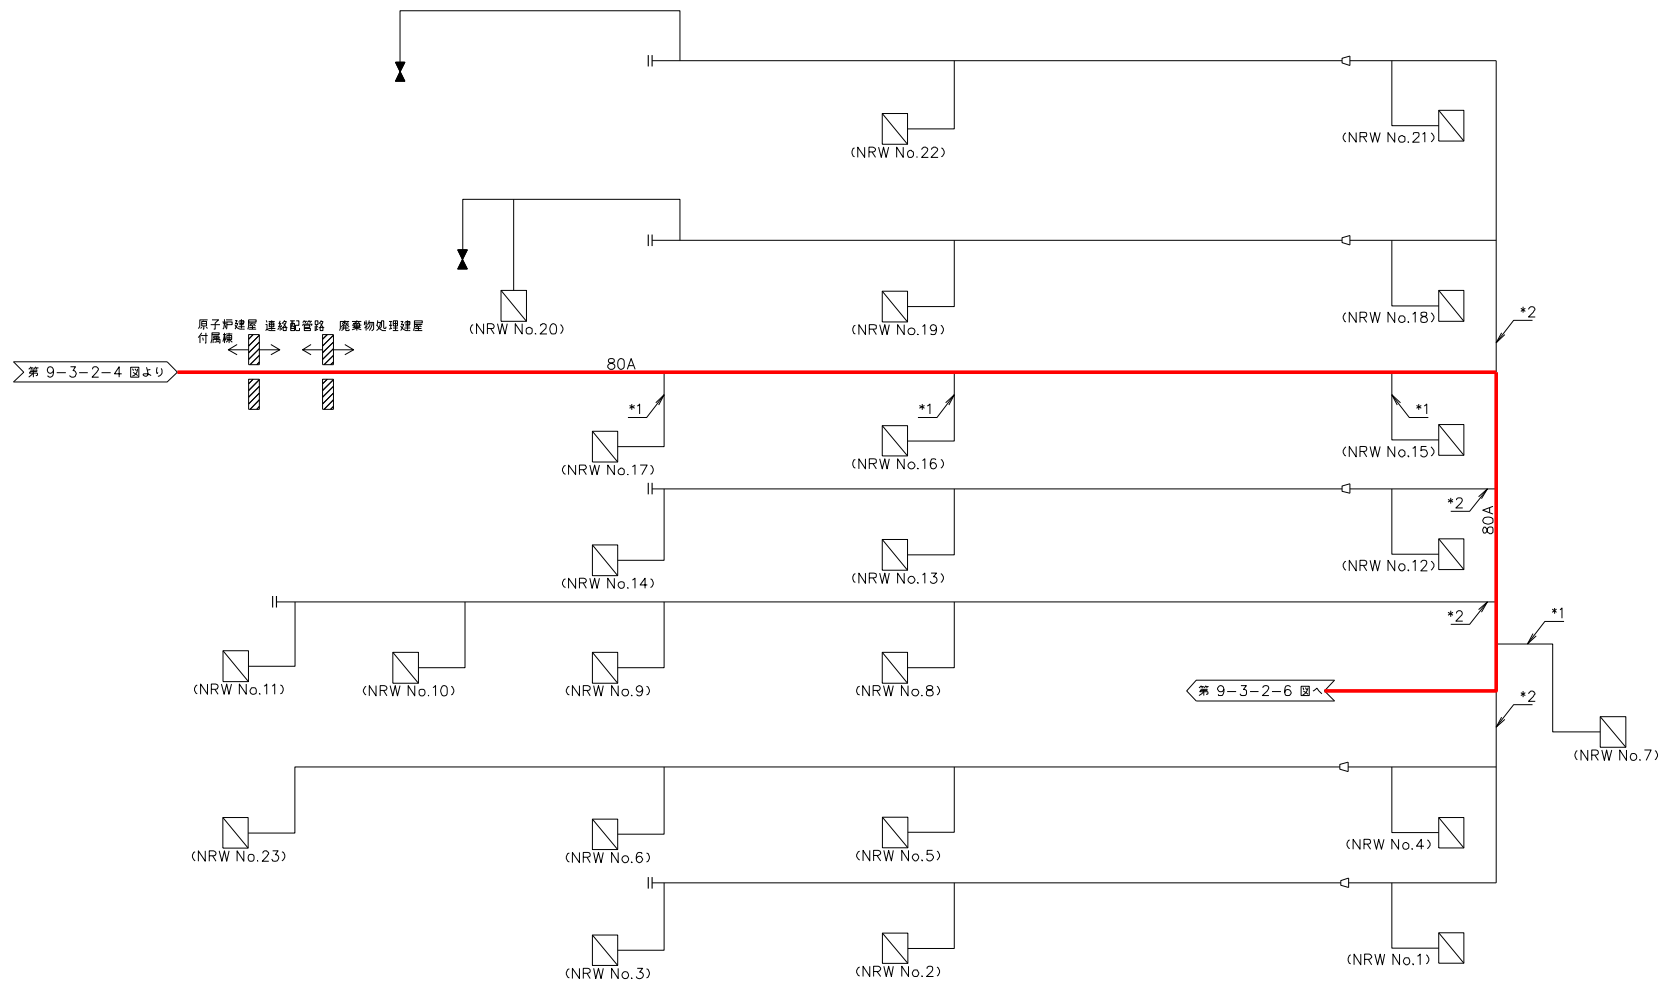 (NRW No.22)
(NRW No.21)
(NRW No.20)
(NRW No.19)
(NRW No.18)
*2
原子炉建屋
付属棟
連絡配管路
廃棄物処理建屋
第 9-3-2-4 図より
80A
*1
*1
*1
(NRW No.17)
(NRW No.16)
(NRW No.15)
*2
80A
(NRW No.14)
(NRW No.13)
(NRW No.12)
*2
*1
(NRW No.11)
(NRW No.10)
(NRW No.9)
(NRW No.8)
第 9-3-2-6 図へ
*2
(NRW No.7)
(NRW No.23)
(NRW No.6)
(NRW No.5)
(NRW No.4)
(NRW No.3)
(NRW No.2)
(NRW No.1)